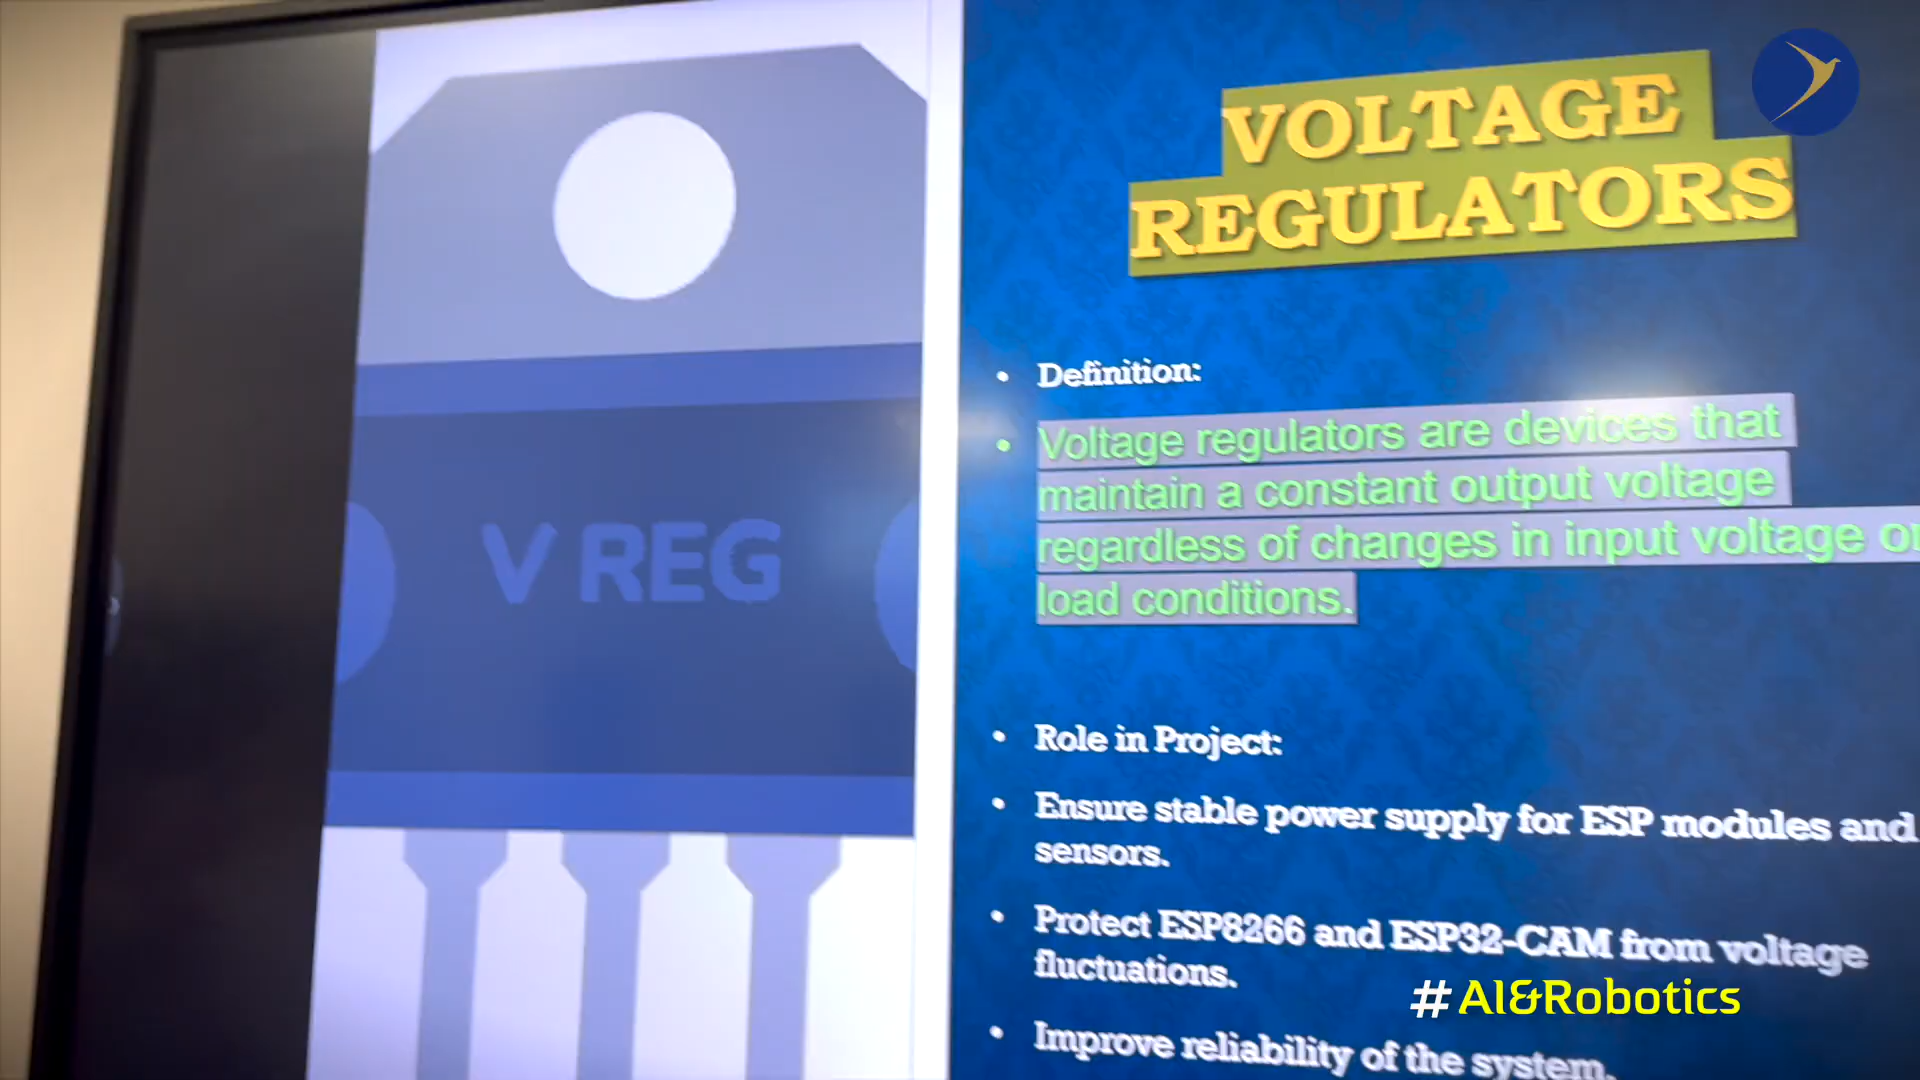 V REG
VOLTAGE
REGULATORS
• Definition:
• Voltage regulators are devices that
maintain a constant output voltage
regardless of changes in input voltage or
load conditions.
• Role in Project:
• Ensure stable power supply for ESP modules and
sensors.
• Protect ESP8266 and ESP32-CAM from voltage
fluctuations.
• Improve reliability of the system.
#AI&Robotics